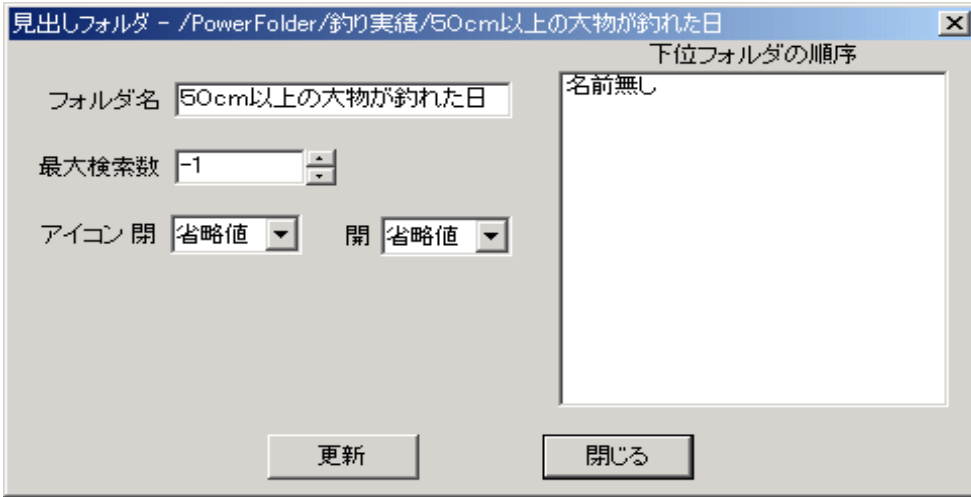 見出しフォルダ - /PowerFolder/釣り実績/50cm以上の大物が釣れた日
下位フォルダの順序
フォルダ名 50cm以上の大物が釣れた日
名前無し
最大検索数 -1
アイコン 閉 省略値 開 省略値
更新 閉じる